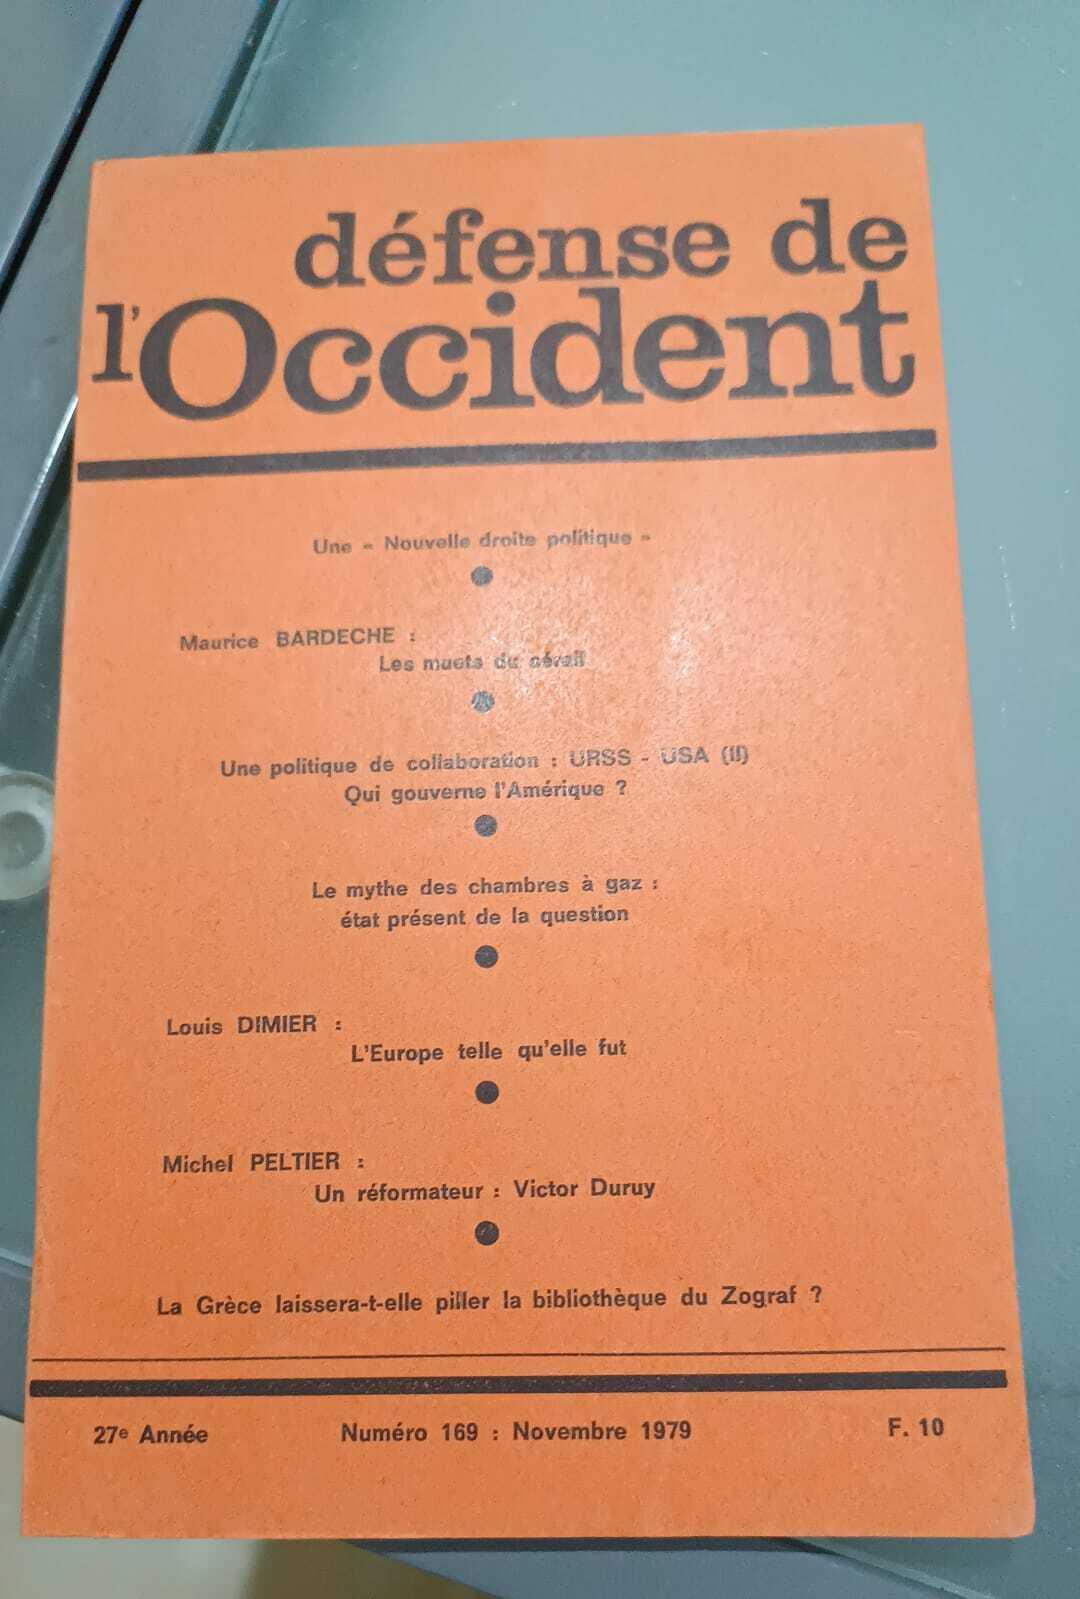 défense de
l'Occident
Une « Nouvelle droite politique »
Maurice BARDECHE :
Les muets du sérail
Une politique de collaboration : URSS - USA (II)
Qui gouverne l'Amérique ?
Le mythe des chambres à gaz :
état présent de la question
Louis DIMIER :
L'Europe telle qu'elle fut
Michel PELTIER :
Un réformateur : Victor Duruy
La Grèce laissera-t-elle piller la bibliothèque du Zograf ?
27e Année Numéro 169 : Novembre 1979 F. 10